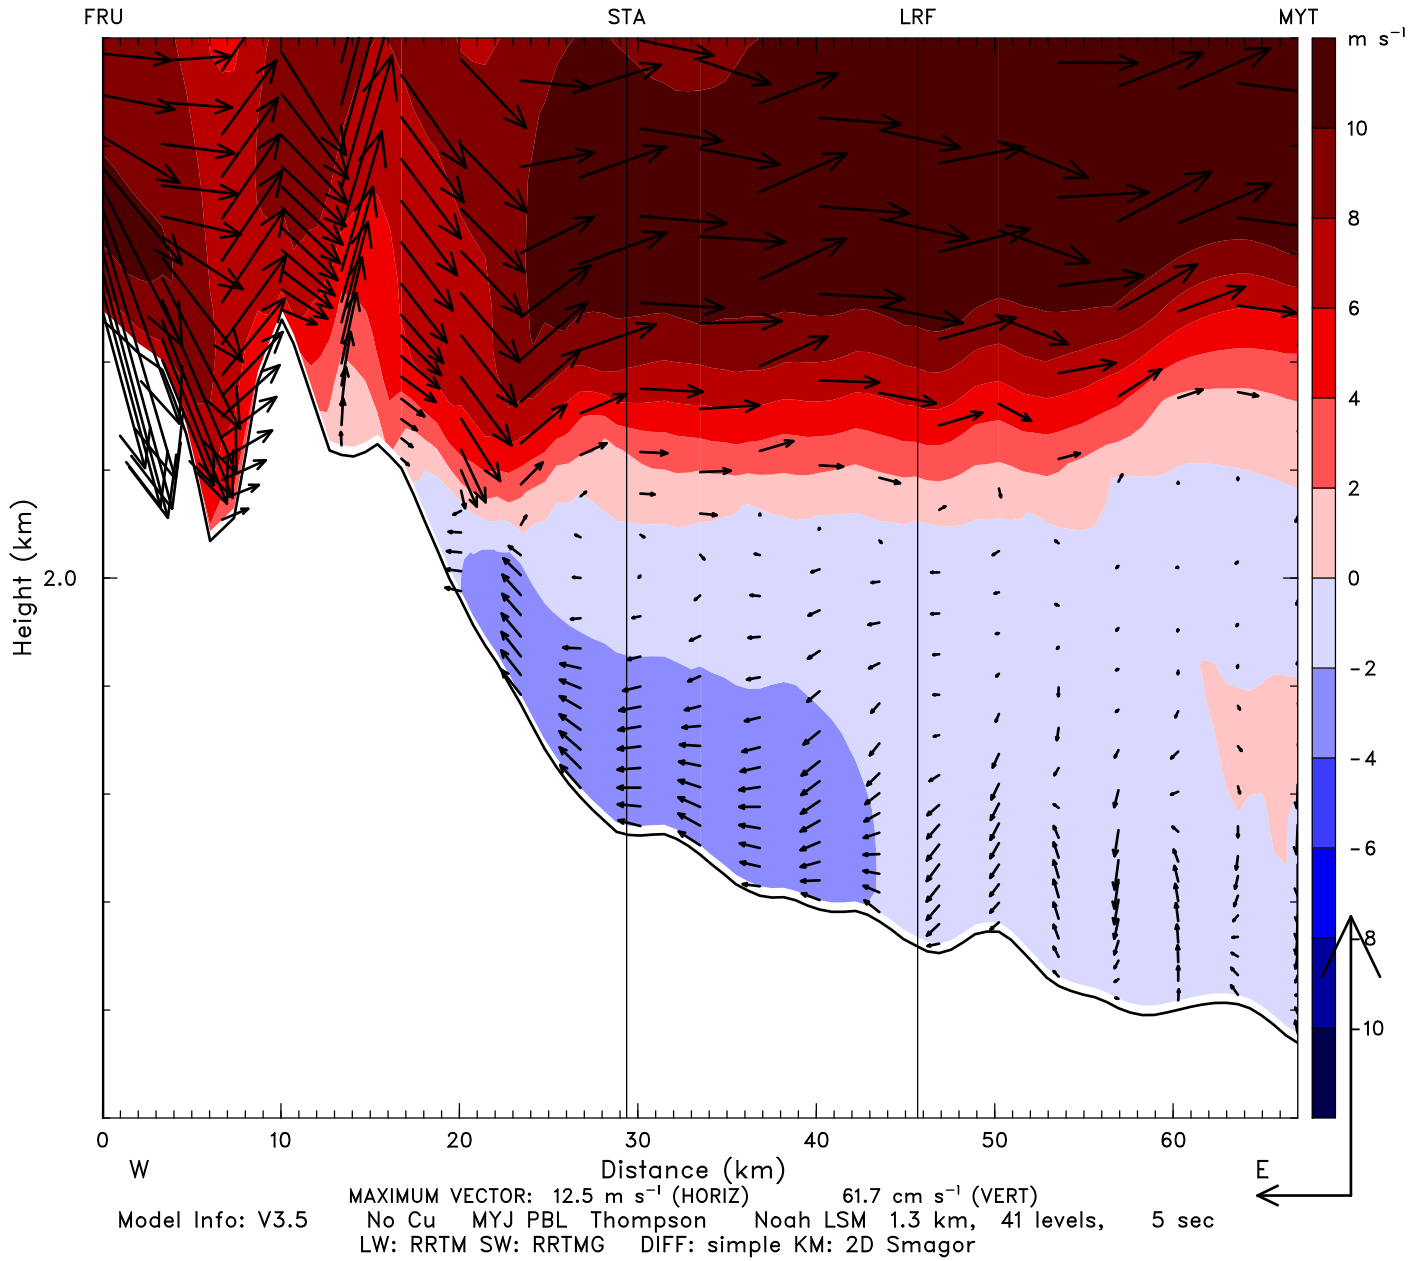 FRU STA LRF MYT
m s⁻¹
10
8
6
4
2
0
-2
-4
-6
-8
-10
Height (km)
2.0
0 10 20 30 40 50 60
W Distance (km) E
MAXIMUM VECTOR: 12.5 m s⁻¹ (HORIZ) 61.7 cm s⁻¹ (VERT)
Model Info: V3.5 No Cu MYJ PBL Thompson Noah LSM 1.3 km, 41 levels, 5 sec
LW: RRTM SW: RRTMG DIFF: simple KM: 2D Smagor